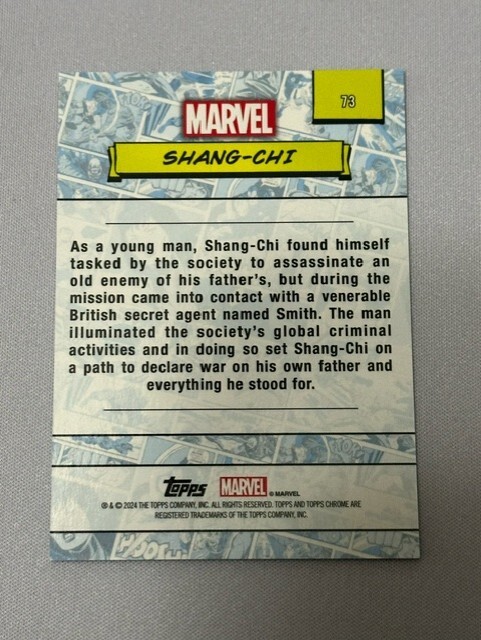 73
MARVEL
SHANG-CHI
As a young man, Shang-Chi found himself
tasked by the society to assassinate an
old enemy of his father's, but during the
mission came into contact with a venerable
British secret agent named Smith. The man
illuminated the society's global criminal
activities and in doing so set Shang-Chi on
a path to declare war on his own father and
everything he stood for.
Topps MARVEL © MARVEL
® & © 2024 THE TOPPS COMPANY, INC. ALL RIGHTS RESERVED. TOPPS AND TOPPS CHROME ARE
REGISTERED TRADEMARKS OF THE TOPPS COMPANY, INC.